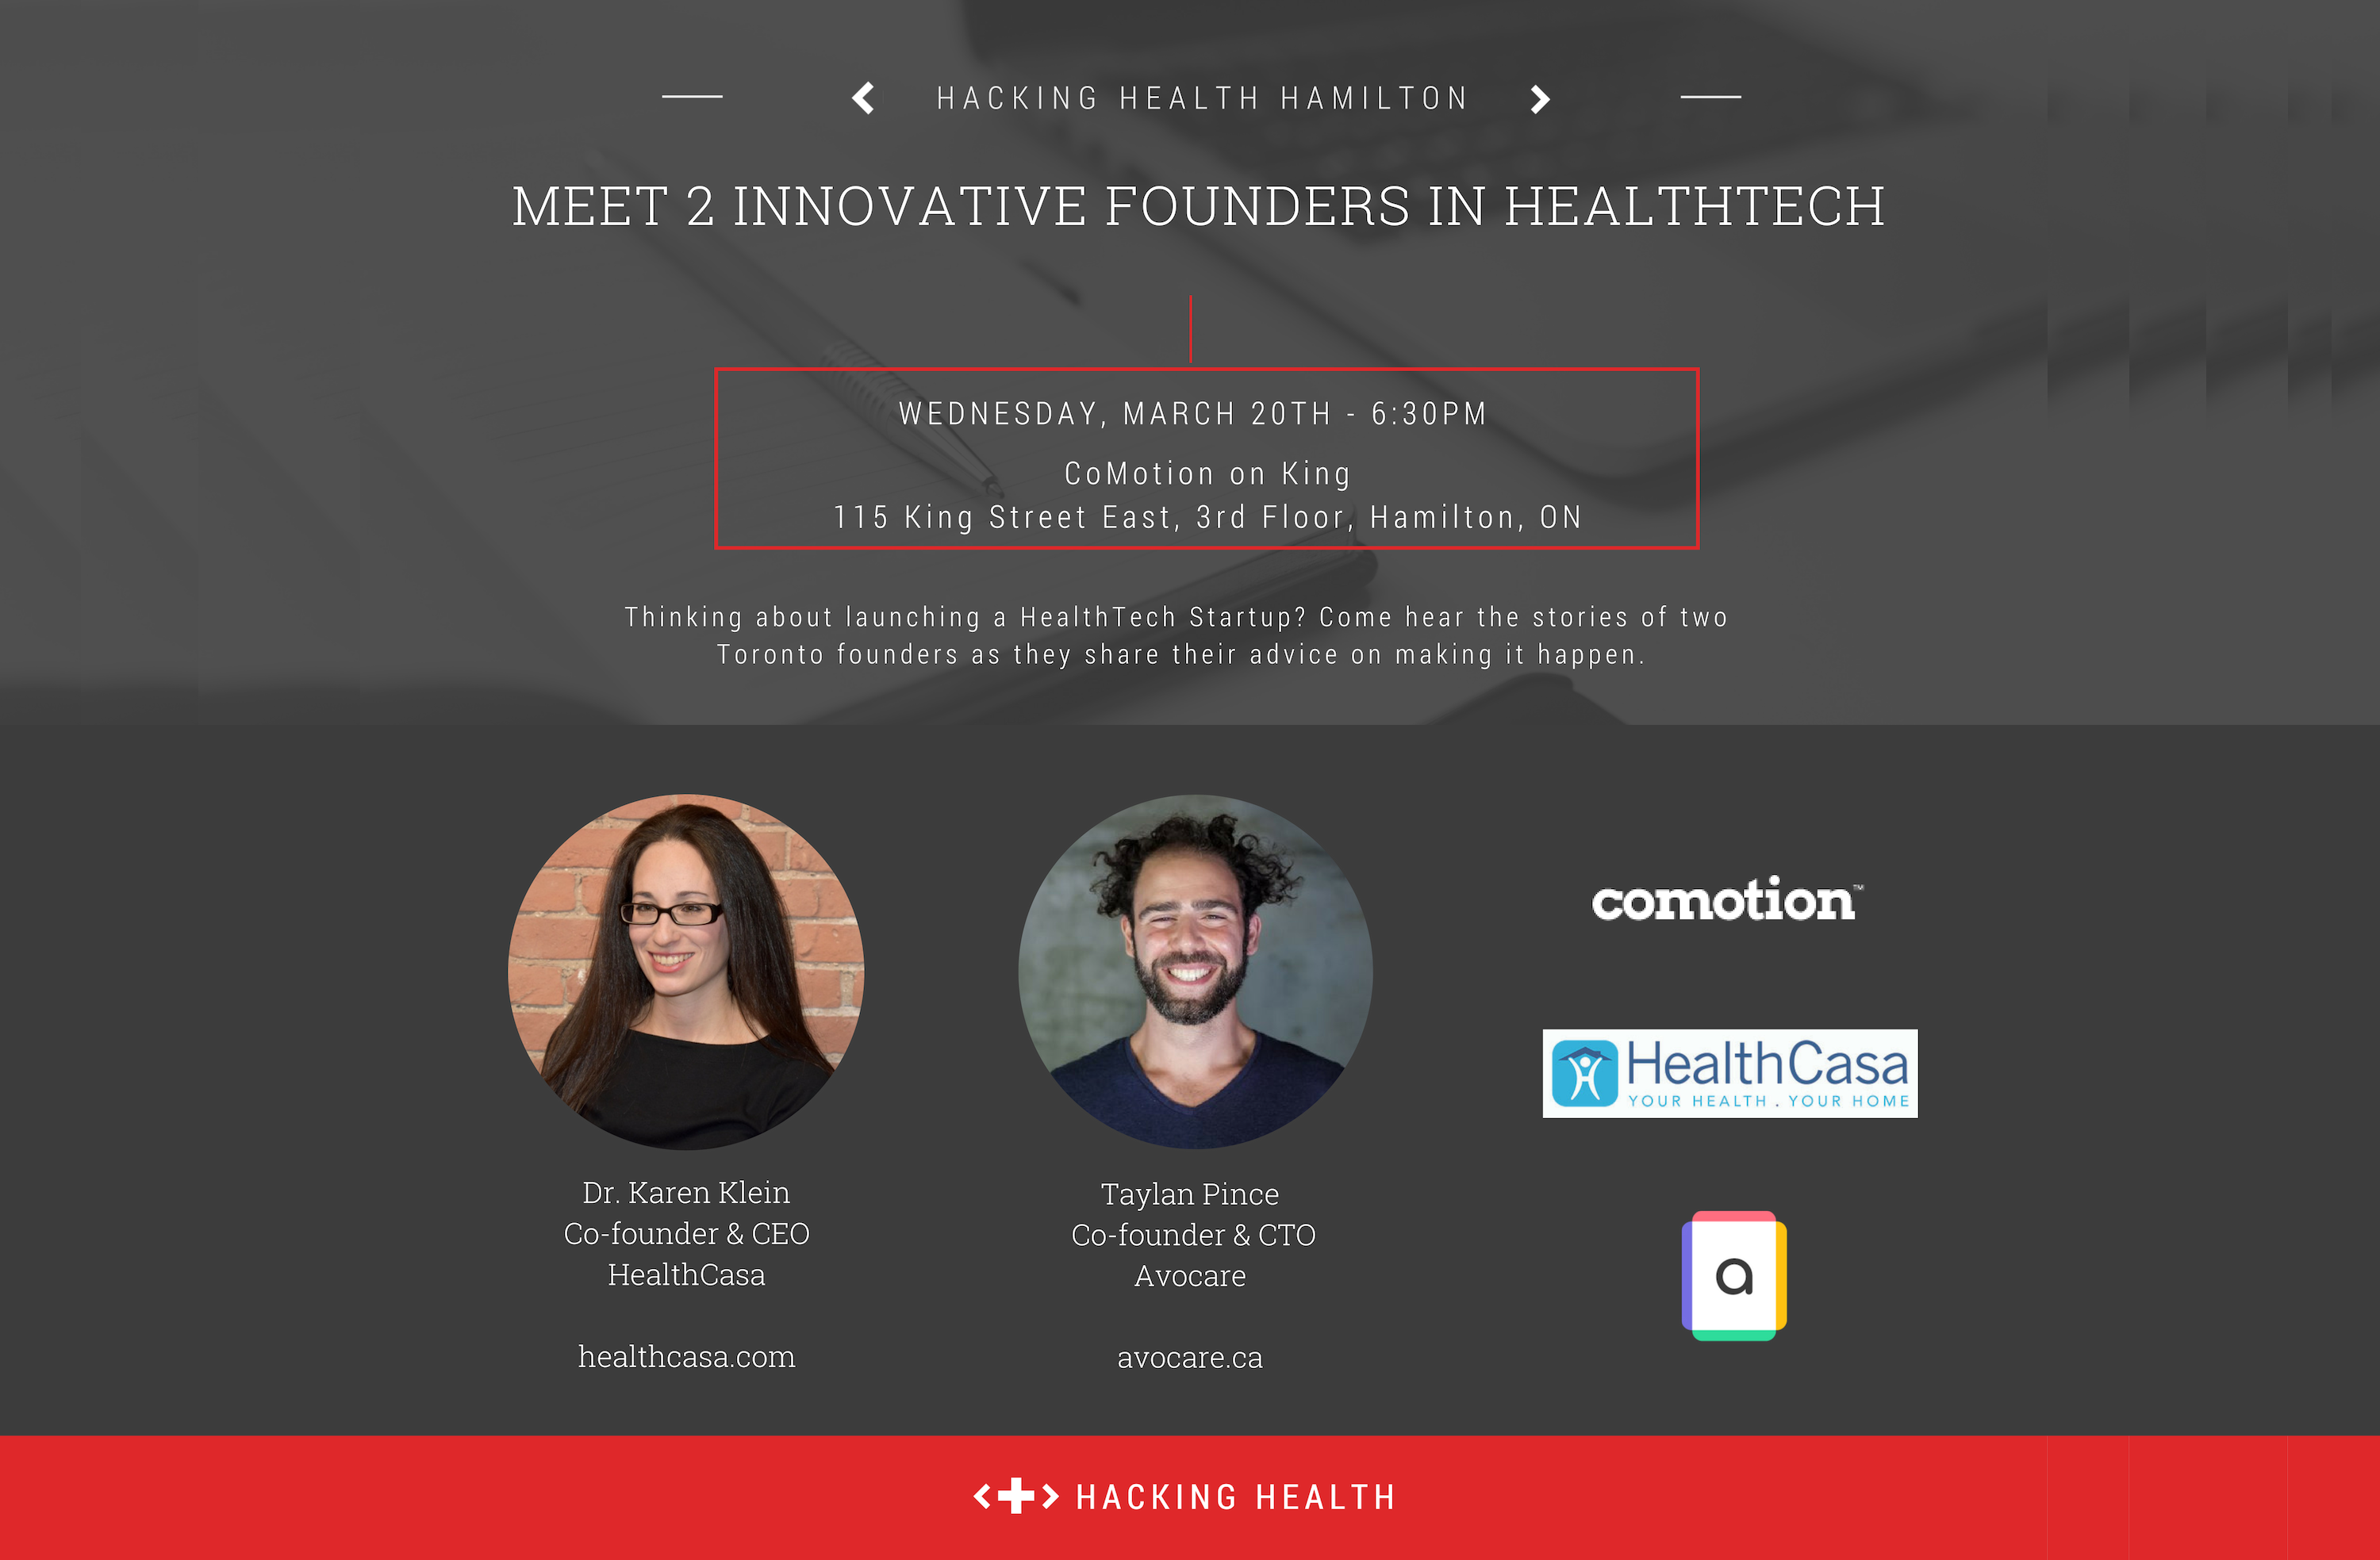 HACKING HEALTH HAMILTON
MEET 2 INNOVATIVE FOUNDERS IN HEALTHTECH
WEDNESDAY, MARCH 20TH - 6:30PM
CoMotion on King
115 King Street East, 3rd Floor, Hamilton, ON
Thinking about launching a HealthTech Startup? Come hear the stories of two
Toronto founders as they share their advice on making it happen.
Dr. Karen Klein
Co-founder & CEO
HealthCasa
healthcasa.com
Taylan Pince
Co-founder & CTO
Avocare
avocare.ca
comotion™
HealthCasa
YOUR HEALTH . YOUR HOME
a
HACKING HEALTH